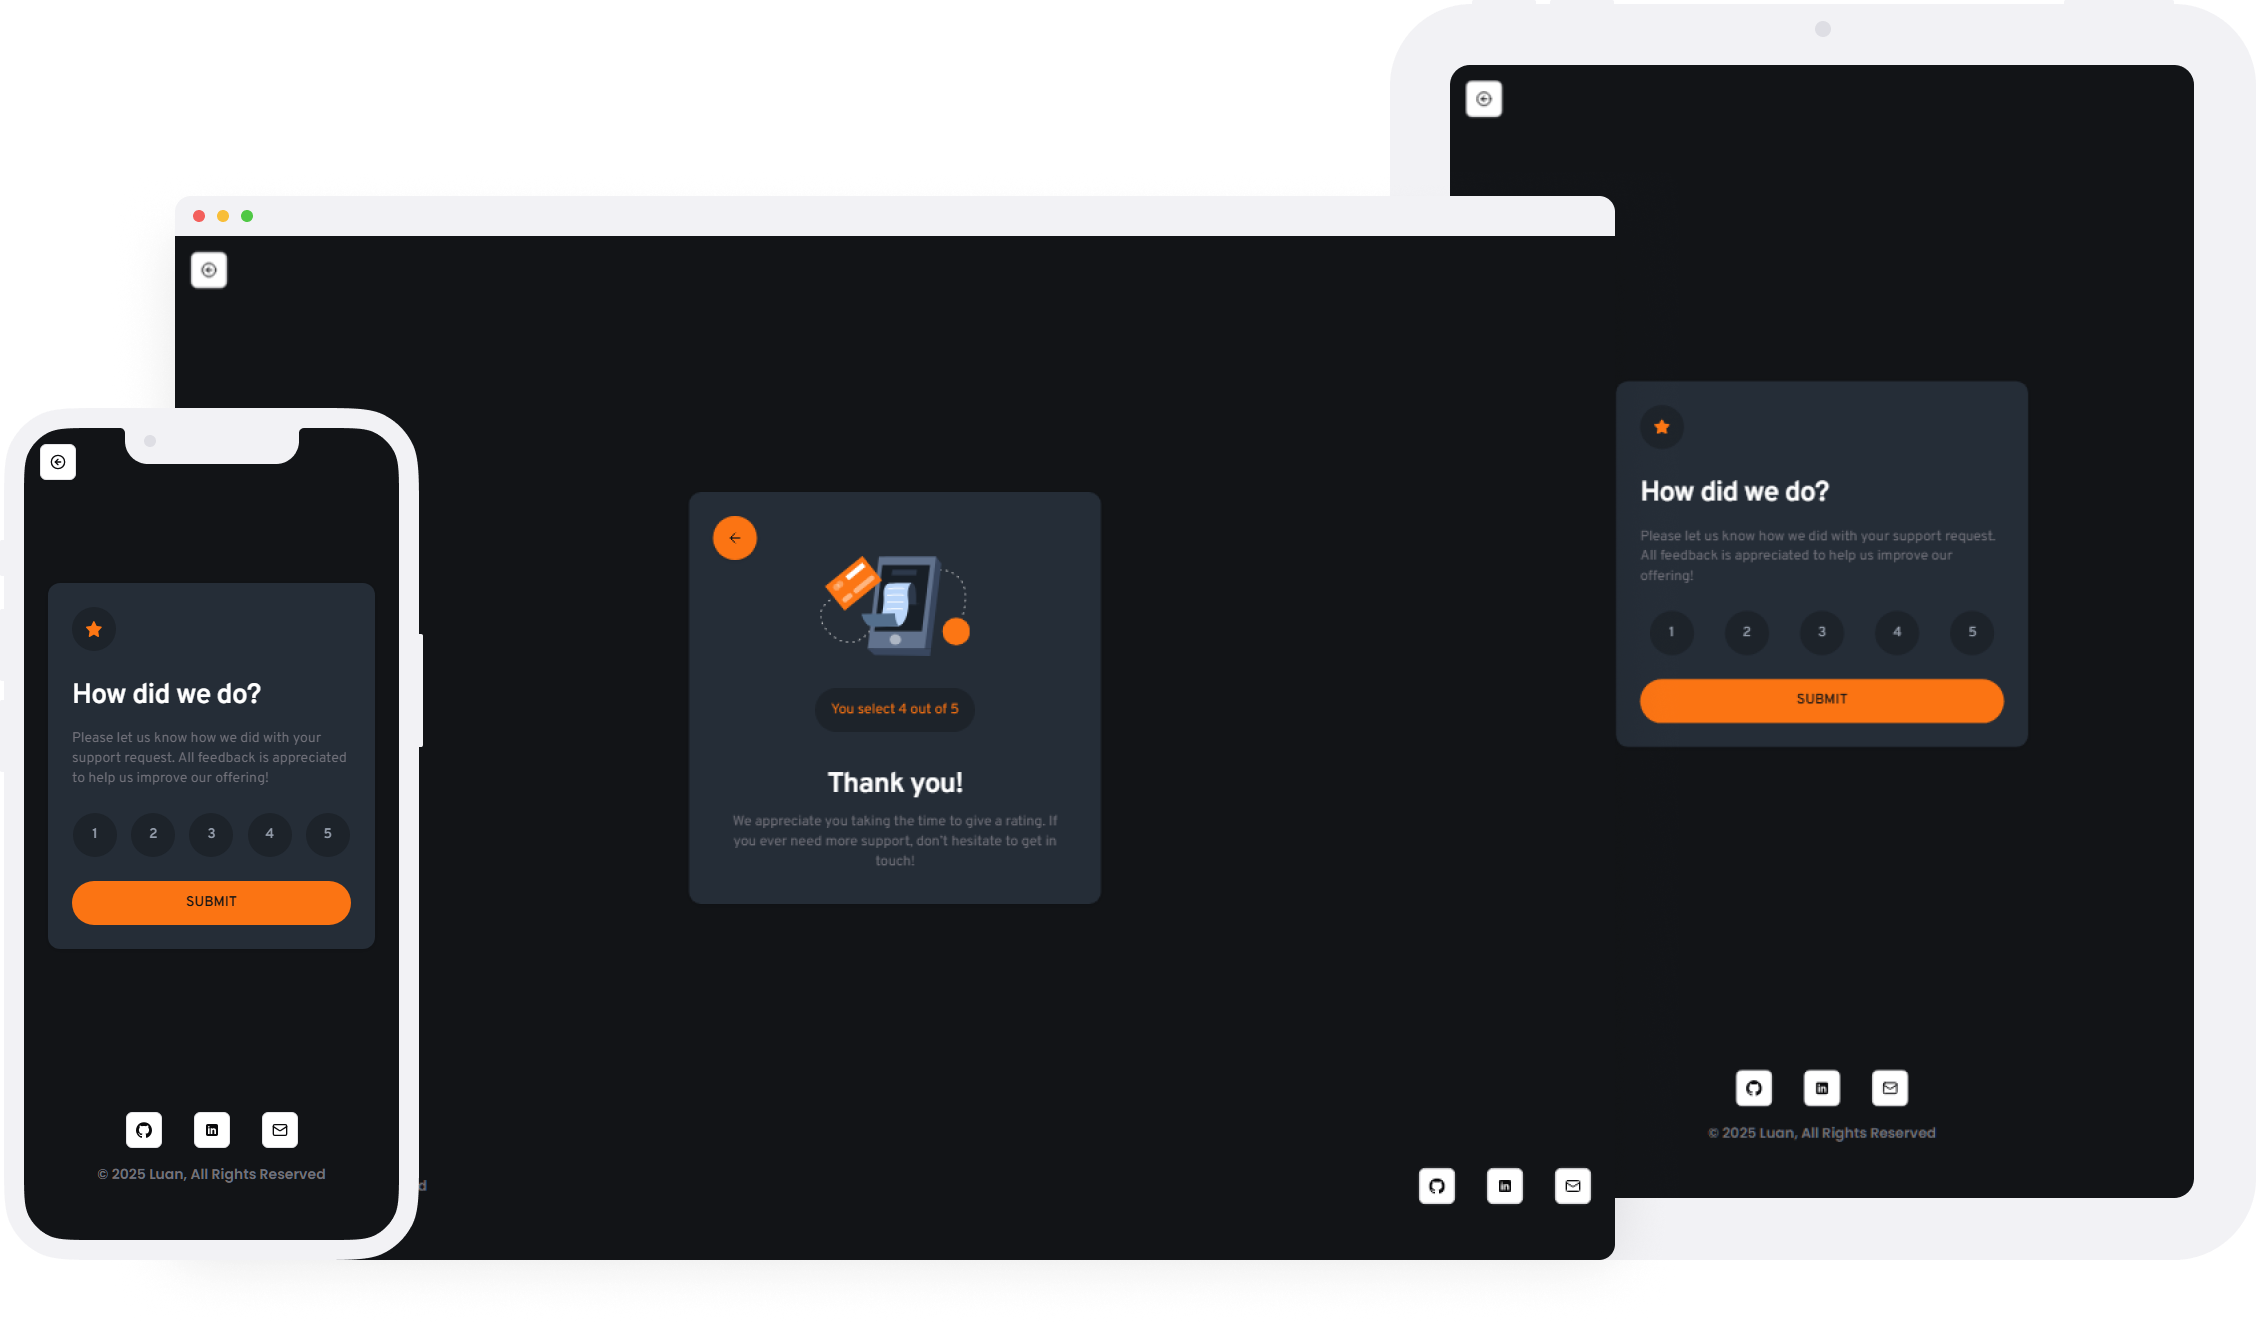 How did we do?
Please let us know how we did with your
support request. All feedback is appreciated
to help us improve our offering!
1 2 3 4 5
SUBMIT
© 2025 Luan, All Rights Reserved
You select 4 out of 5
Thank you!
We appreciate you taking the time to give a rating. If
you ever need more support, don't hesitate to get in
touch!
d
in
How did we do?
Please let us know how we did with your support request.
All feedback is appreciated to help us improve our
offering!
1 2 3 4 5
SUBMIT
© 2025 Luan, All Rights Reserved